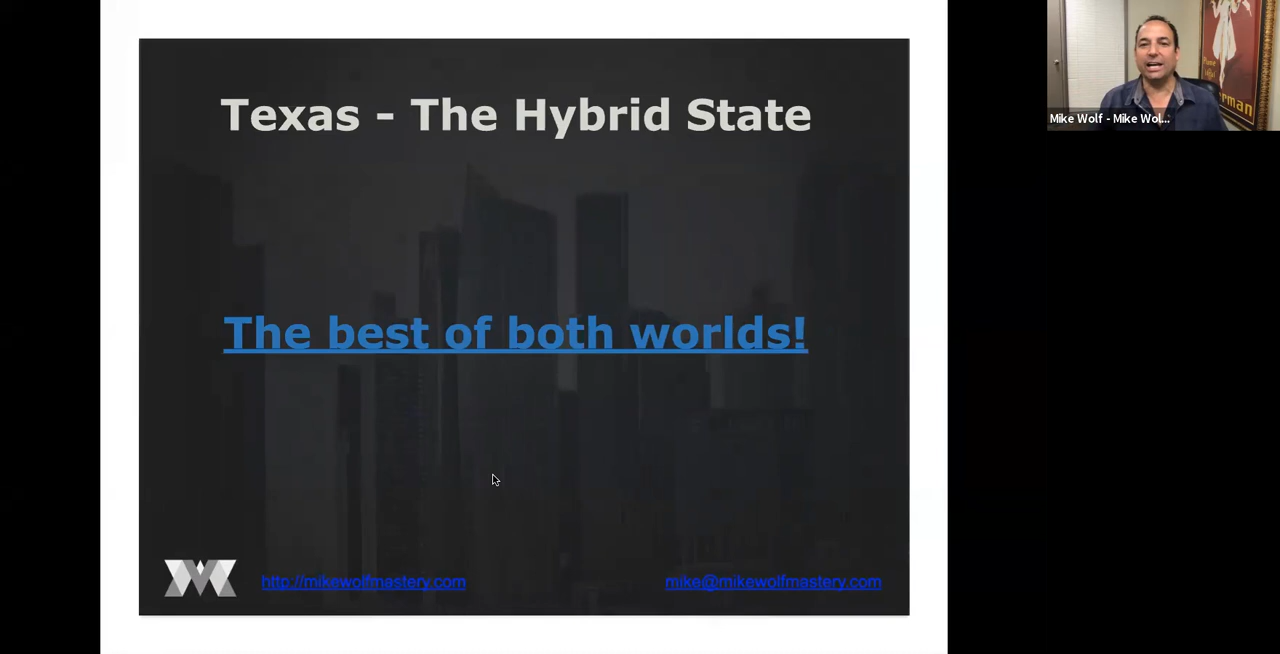 Texas - The Hybrid State
The best of both worlds!
http://mikewolfmastery.com
mike@mikewolfmastery.com
Mike Wolf - Mike Wol...
rman